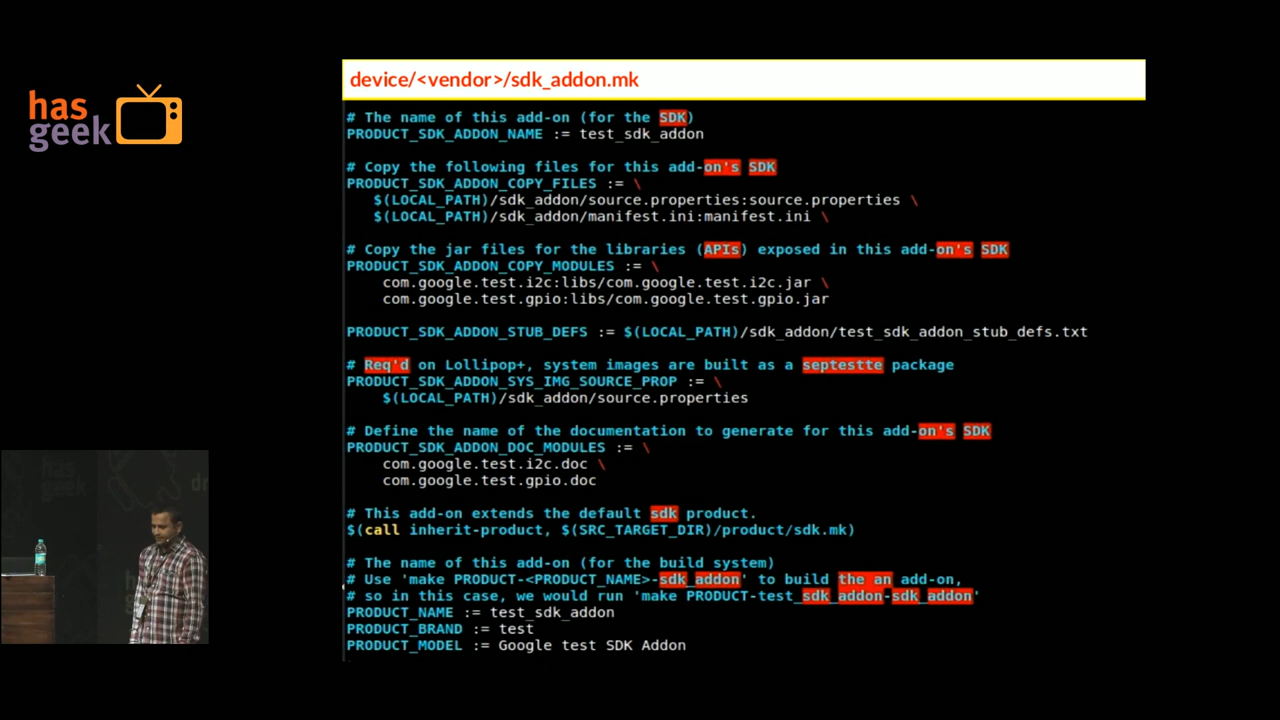 has
geek
device/<vendor>/sdk_addon.mk
# The name of this add-on (for the SDK)
PRODUCT_SDK_ADDON_NAME := test_sdk_addon
# Copy the following files for this add-on's SDK
PRODUCT_SDK_ADDON_COPY_FILES := \
$(LOCAL_PATH)/sdk_addon/source.properties:source.properties \
$(LOCAL_PATH)/sdk_addon/manifest.ini:manifest.ini \
# Copy the jar files for the libraries (APIs) exposed in this add-on's SDK
PRODUCT_SDK_ADDON_COPY_MODULES := \
com.google.test.i2c:libs/com.google.test.i2c.jar \
com.google.test.gpio:libs/com.google.test.gpio.jar
PRODUCT_SDK_ADDON_STUB_DEFS := $(LOCAL_PATH)/sdk_addon/test_sdk_addon_stub_defs.txt
# Req'd on Lollipop+, system images are built as a septestte package
PRODUCT_SDK_ADDON_SYS_IMG_SOURCE_PROP := \
$(LOCAL_PATH)/sdk_addon/source.properties
# Define the name of the documentation to generate for this add-on's SDK
PRODUCT_SDK_ADDON_DOC_MODULES := \
com.google.test.i2c.doc \
com.google.test.gpio.doc
# This add-on extends the default sdk product.
$(call inherit-product, $(SRC_TARGET_DIR)/product/sdk.mk)
# The name of this add-on (for the build system)
# Use 'make PRODUCT-<PRODUCT_NAME>-sdk_addon' to build the an add-on,
# so in this case, we would run 'make PRODUCT-test_sdk_addon-sdk_addon'
PRODUCT_NAME := test_sdk_addon
PRODUCT_BRAND := test
PRODUCT_MODEL := Google test SDK Addon
has
geek